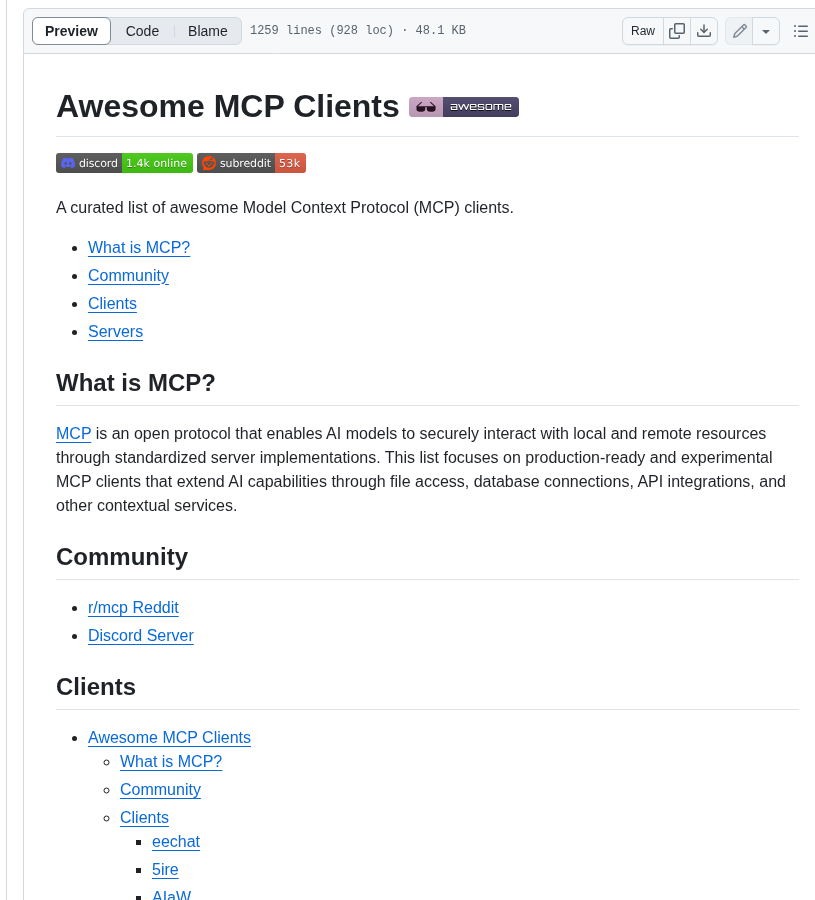 Preview Code Blame 1259 lines (928 loc) · 48.1 KB Raw
Awesome MCP Clients awesome
discord 1.4k online subreddit 53k
A curated list of awesome Model Context Protocol (MCP) clients.
What is MCP?
Community
Clients
Servers
What is MCP?
MCP is an open protocol that enables AI models to securely interact with local and remote resources
through standardized server implementations. This list focuses on production-ready and experimental
MCP clients that extend AI capabilities through file access, database connections, API integrations, and
other contextual services.
Community
r/mcp Reddit
Discord Server
Clients
Awesome MCP Clients
What is MCP?
Community
Clients
eechat
5ire
AIaW